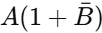 A(1 + B̄)